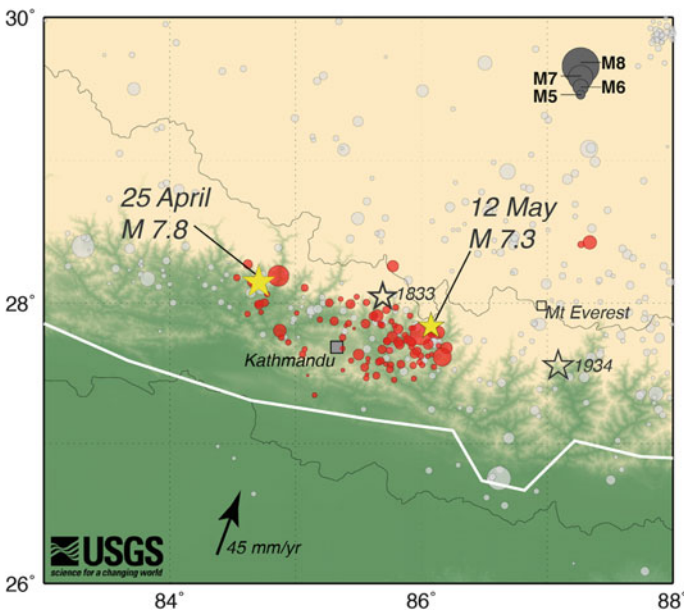 30°
M8
M7
M6
M5
25 April
M 7.8
12 May
M 7.3
28°
1833
Mt Everest
Kathmandu
1934
45 mm/yr
USGS
science for a changing world
26°
84°
86°
88°